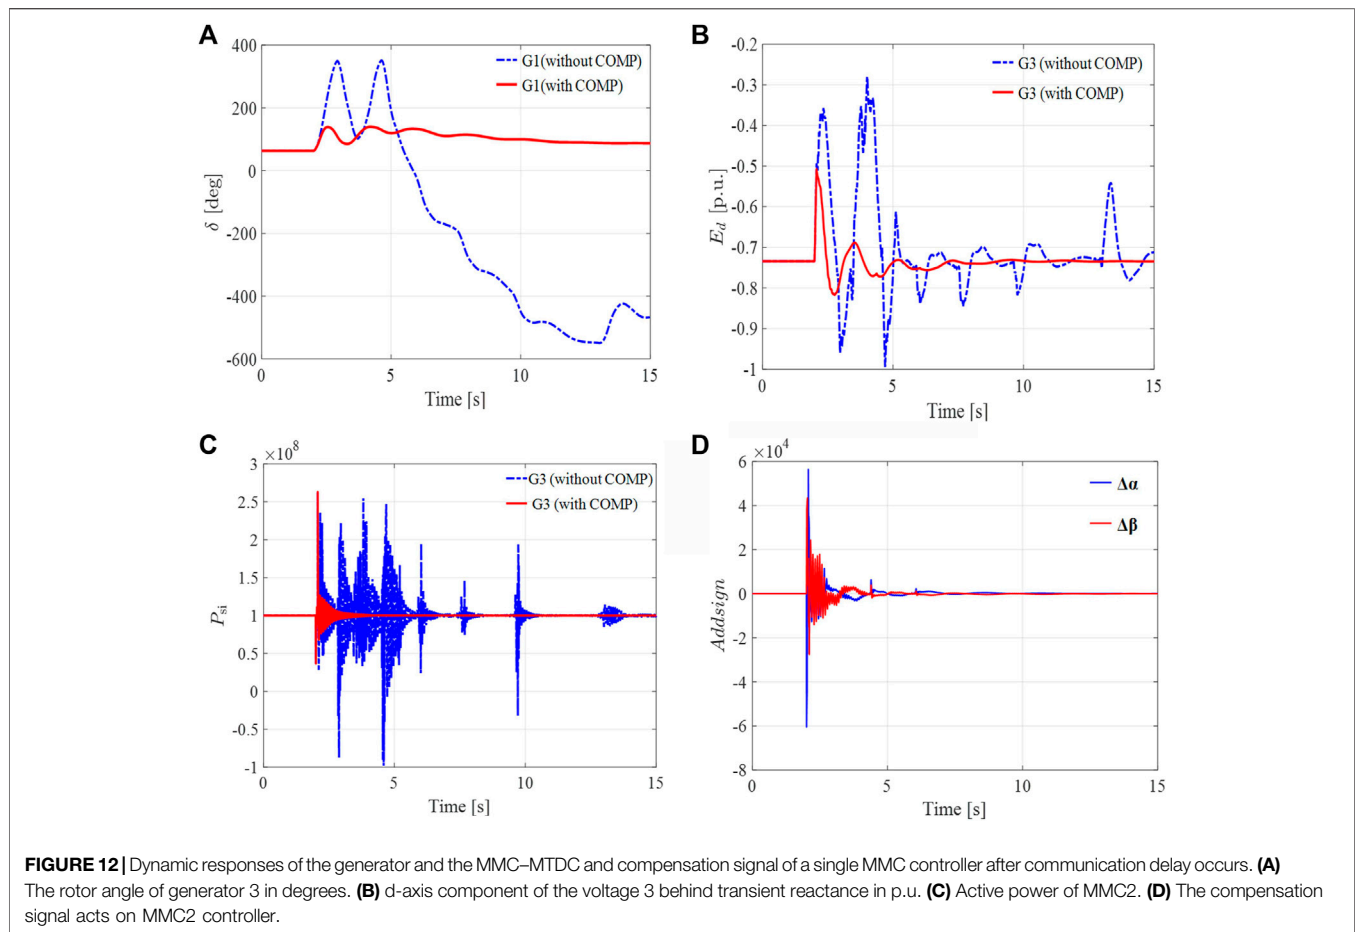 A
400
200
0
-200
-400
-600
δ [deg]
G1(without COMP)
G1(with COMP)
0 5 10 15
Time [s]
B
-0.2
-0.3
-0.4
-0.5
-0.6
-0.7
-0.8
-0.9
-1
E_d [p.u.]
G3 (without COMP)
G3 (with COMP)
0 5 10 15
Time [s]
C
×10^8
3
2.5
2
1.5
1
0.5
0
-0.5
-1
P_si
G3 (without COMP)
G3 (with COMP)
0 5 10 15
Time [s]
D
×10^4
6
4
2
0
-2
-4
-6
-8
Addsign
Δα
Δβ
0 5 10 15
Time [s]
FIGURE 12 | Dynamic responses of the generator and the MMC–MTDC and compensation signal of a single MMC controller after communication delay occurs. (A)
The rotor angle of generator 3 in degrees. (B) d-axis component of the voltage 3 behind transient reactance in p.u. (C) Active power of MMC2. (D) The compensation
signal acts on MMC2 controller.